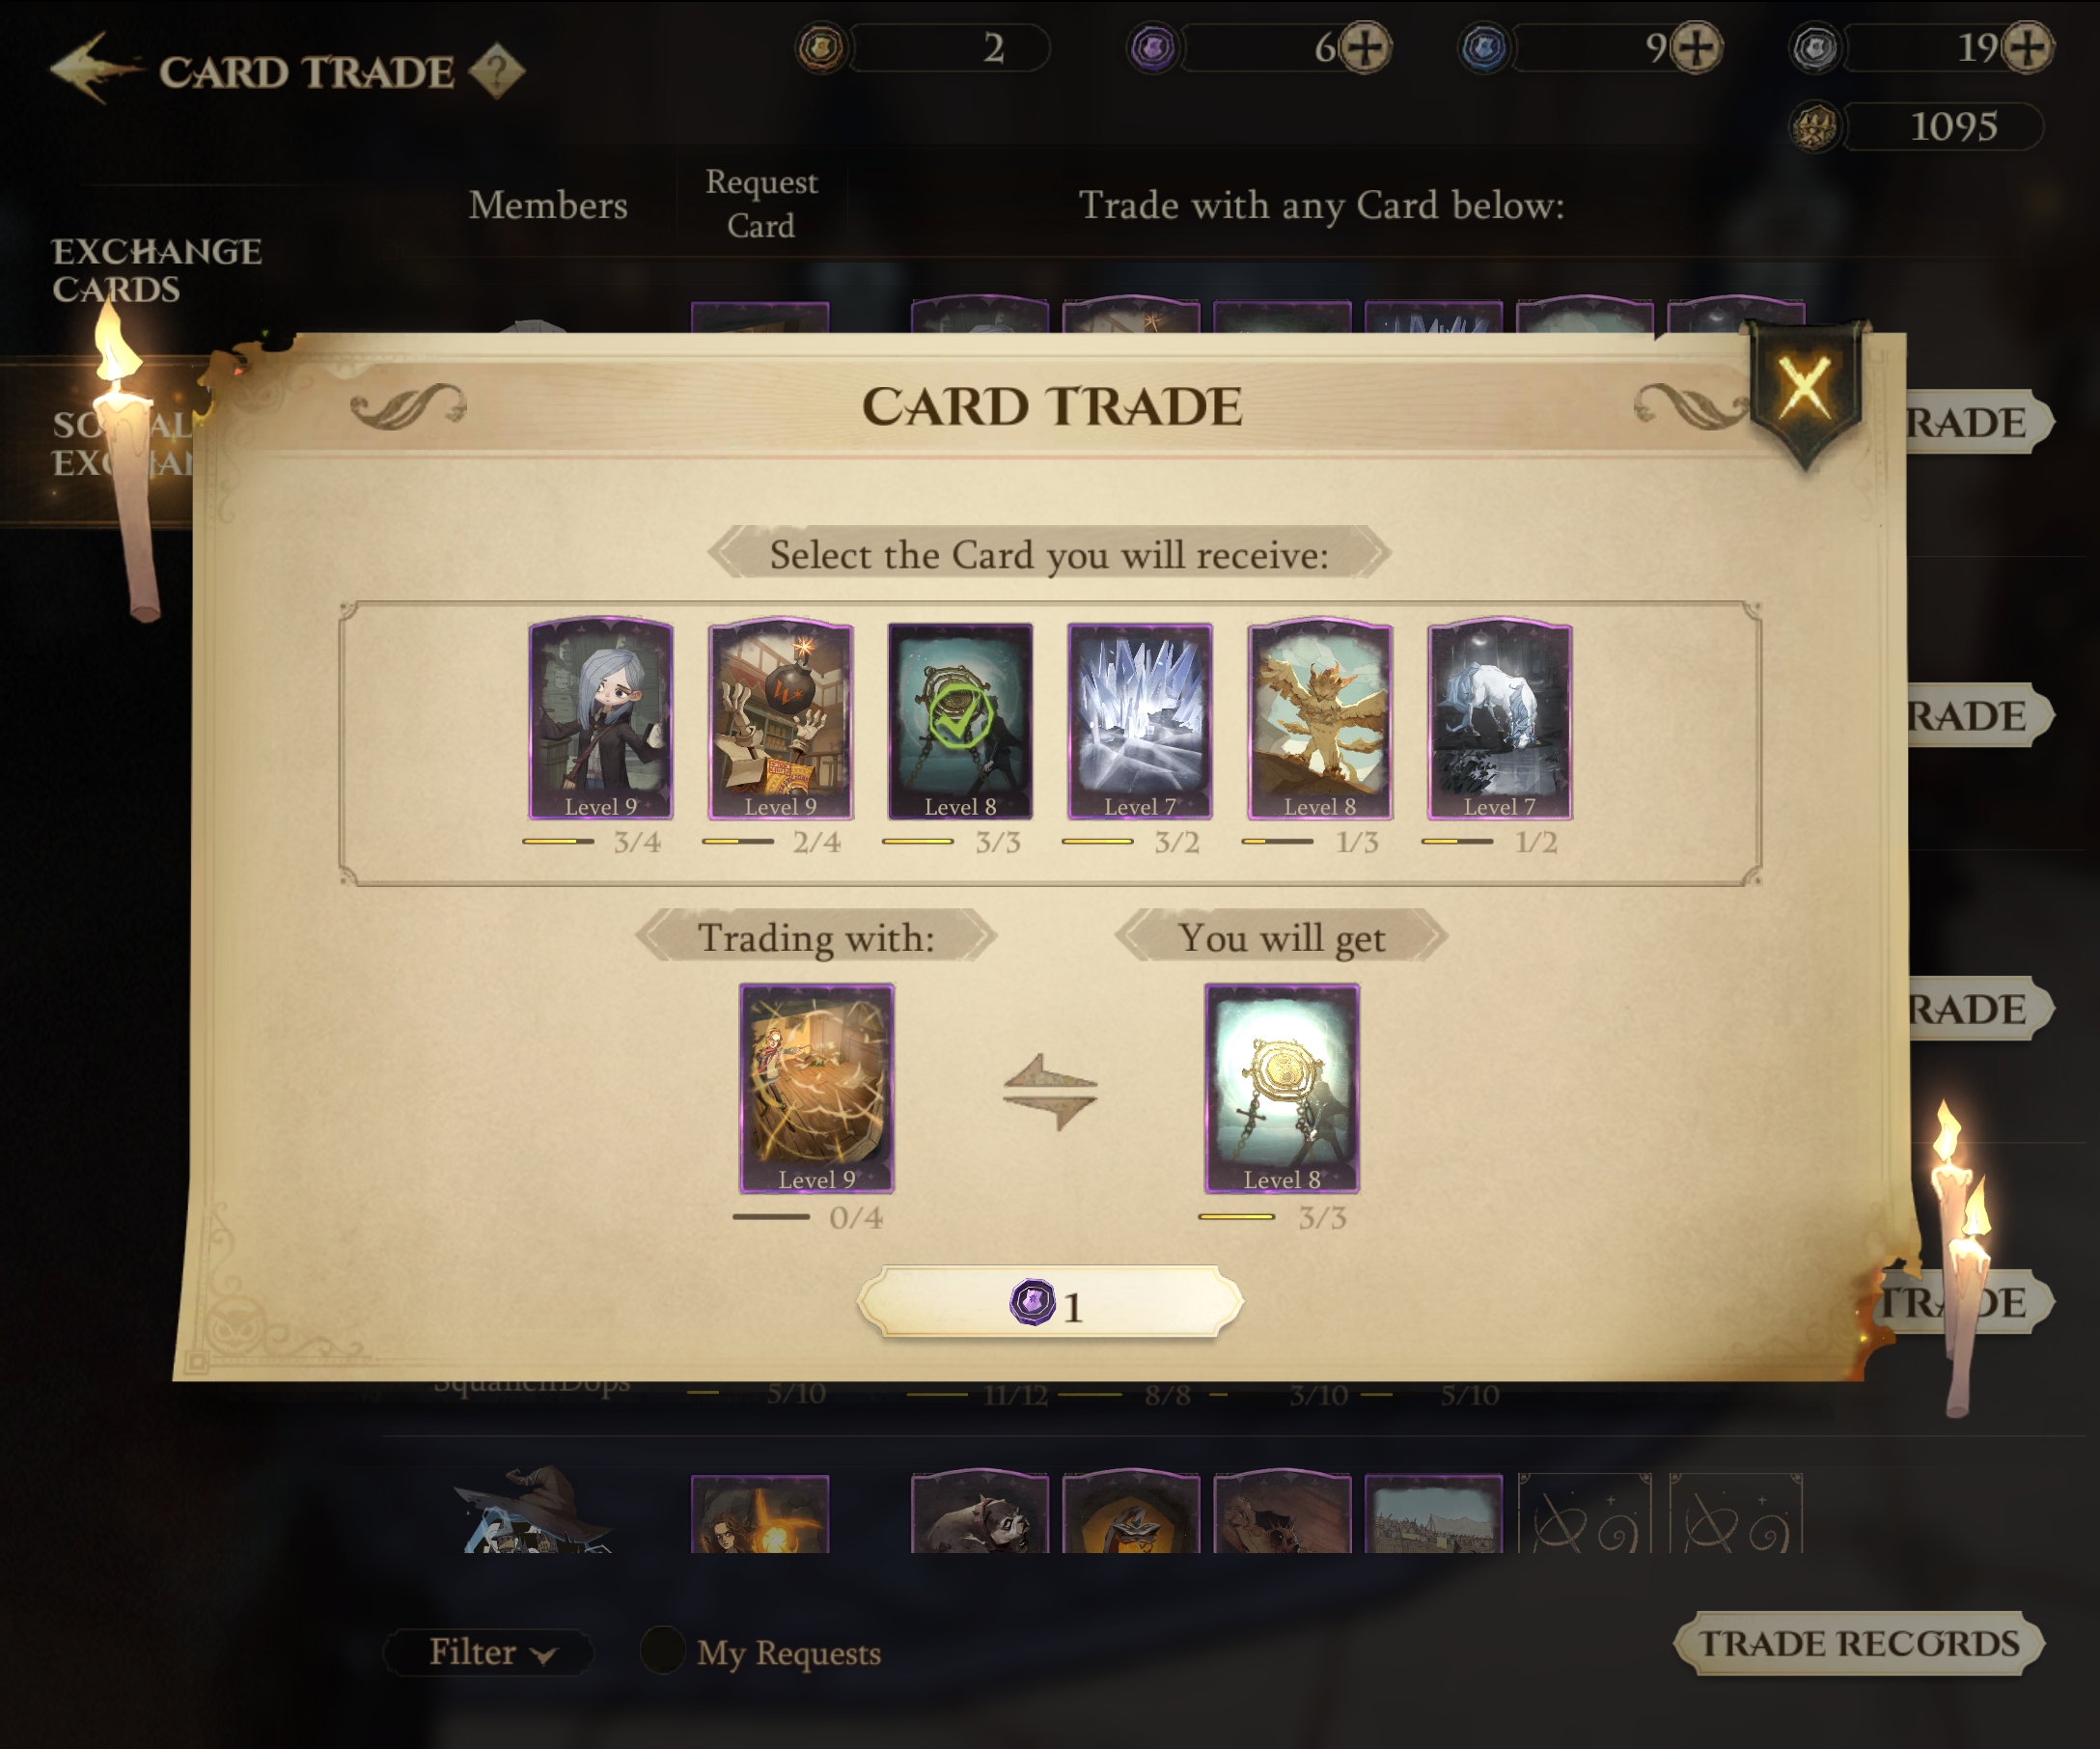 CARD TRADE ?
2
6
9
19
1095
Members
Request
Card
Trade with any Card below:
EXCHANGE
CARDS
CARD TRADE
Select the Card you will receive:
Level 9
Level 9
Level 8
Level 7
Level 8
Level 7
3/4
2/4
3/3
3/2
1/3
1/2
Trading with:
You will get
Level 9
Level 8
0/4
3/3
1
TRADE
SquanchDops
5/10
11/12
8/8
3/10
5/10
Filter
My Requests
TRADE RECORDS